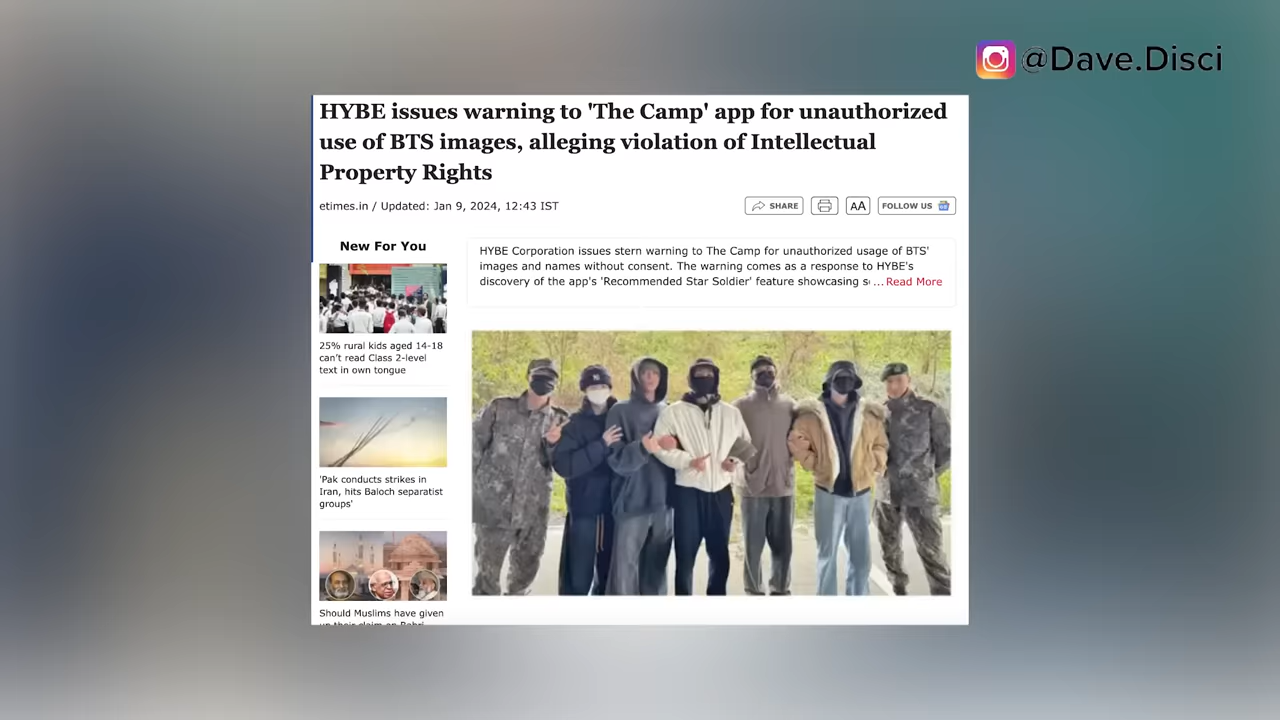 @Dave.Disci
HYBE issues warning to 'The Camp' app for unauthorized
use of BTS images, alleging violation of Intellectual
Property Rights
etimes.in / Updated: Jan 9, 2024, 12:43 IST
SHARE
AA
FOLLOW US
New For You
25% rural kids aged 14-18
can't read Class 2-level
text in own tongue
'Pak conducts strikes in
Iran, hits Baloch separatist
groups'
Should Muslims have given
up their claim on Babri
HYBE Corporation issues stern warning to The Camp for unauthorized usage of BTS'
images and names without consent. The warning comes as a response to HYBE's
discovery of the app's 'Recommended Star Soldier' feature showcasing s ... Read More